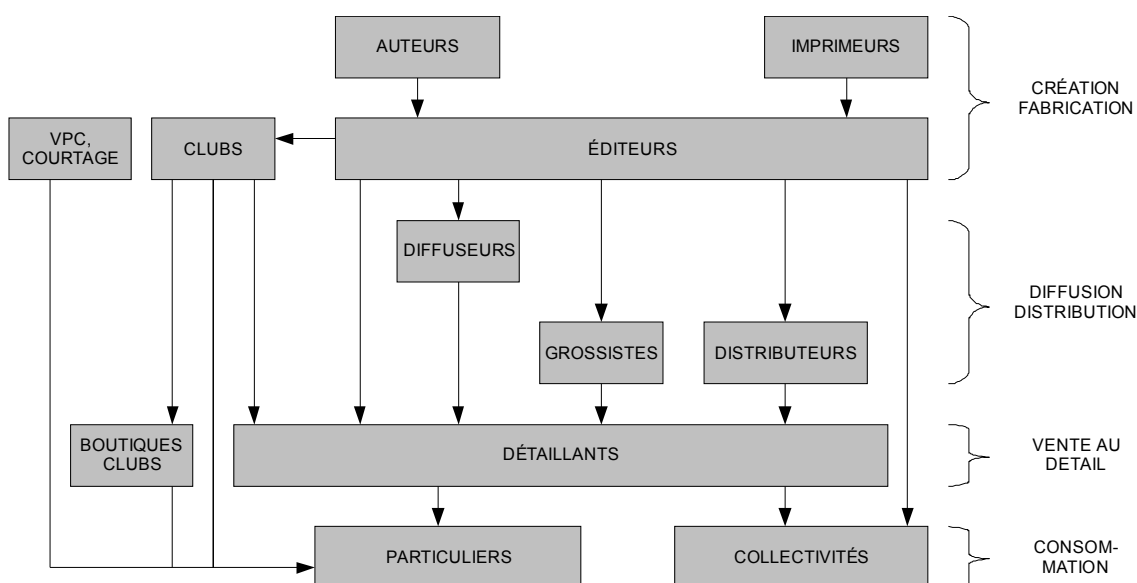 AUTEURS
IMPRIMEURS
CRÉATION
FABRICATION
VPC,
COURTAGE
CLUBS
ÉDITEURS
DIFFUSEURS
DIFFUSION
DISTRIBUTION
GROSSISTES
DISTRIBUTEURS
BOUTIQUES
CLUBS
DÉTAILLANTS
VENTE AU
DETAIL
PARTICULIERS
COLLECTIVITÉS
CONSOM-
MATION